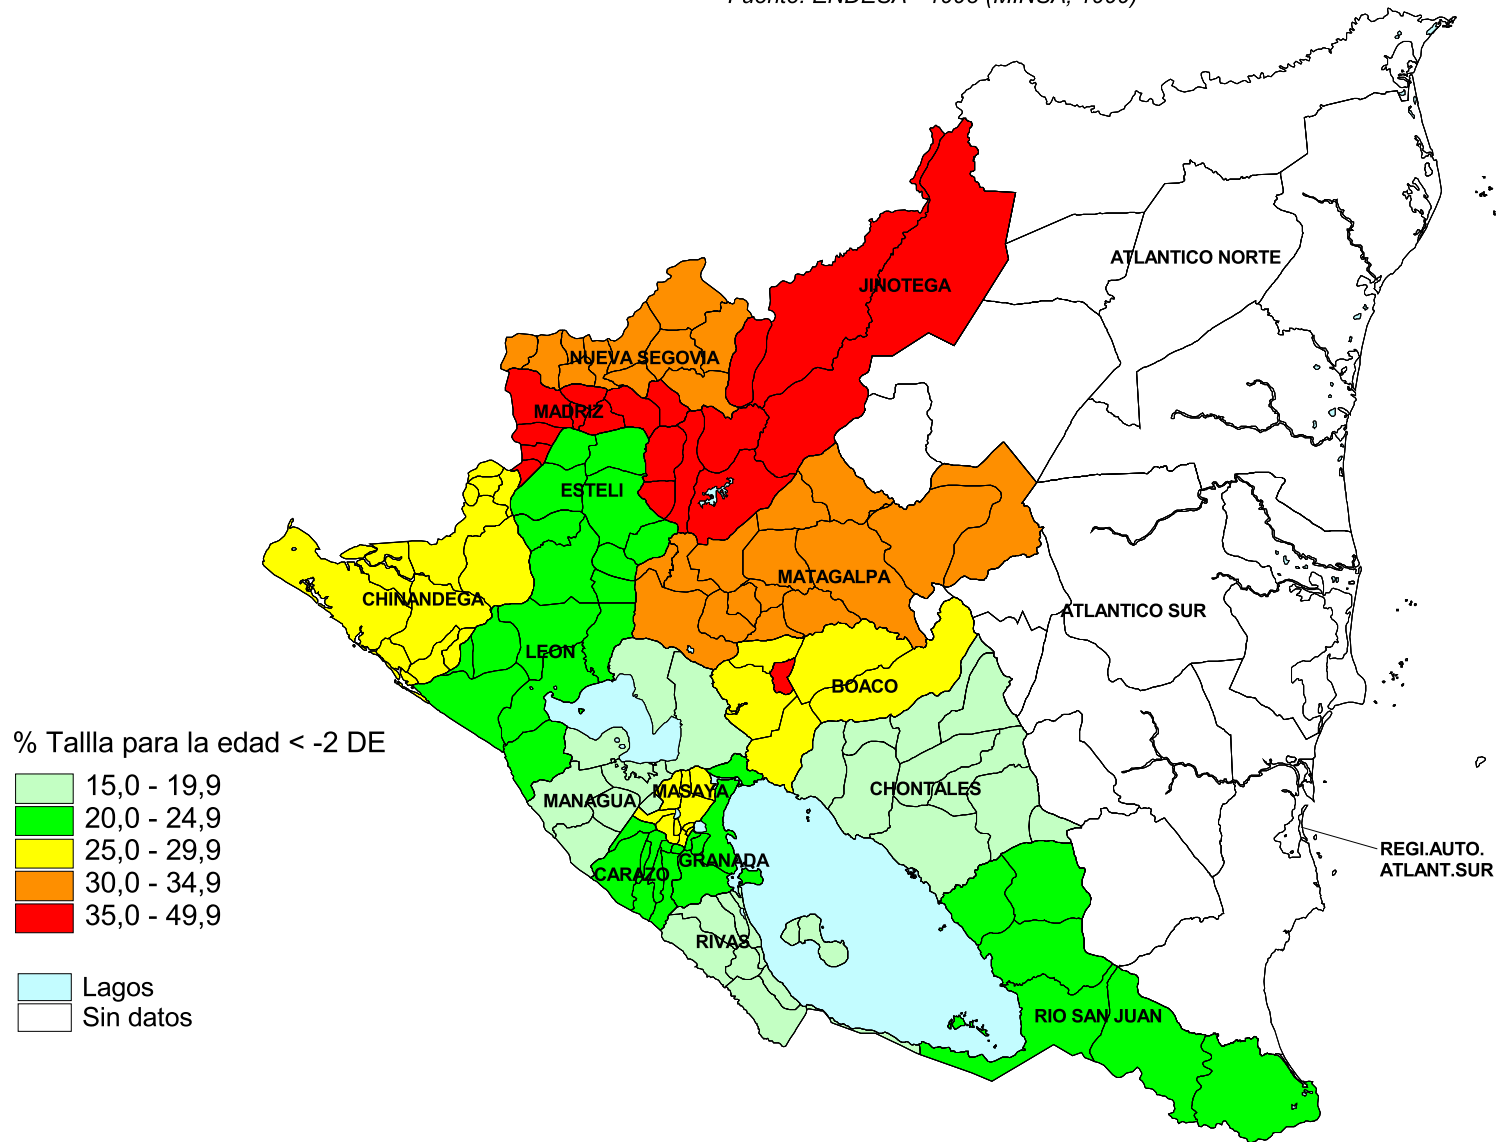 ATLANTICO NORTE
JINOTEGA
NUEVA SEGOVIA
MADRIZ
ESTELI
MATAGALPA
CHINANDEGA
ATLANTICO SUR
LEON
BOACO
% Tallla para la edad < -2 DE
15,0 - 19,9
20,0 - 24,9
25,0 - 29,9
30,0 - 34,9
35,0 - 49,9
Lagos
Sin datos
MASAYA
CHONTALES
MANAGUA
GRANADA
CARAZO
REGI.AUTO.
ATLANT.SUR
RIVAS
RIO SAN JUAN